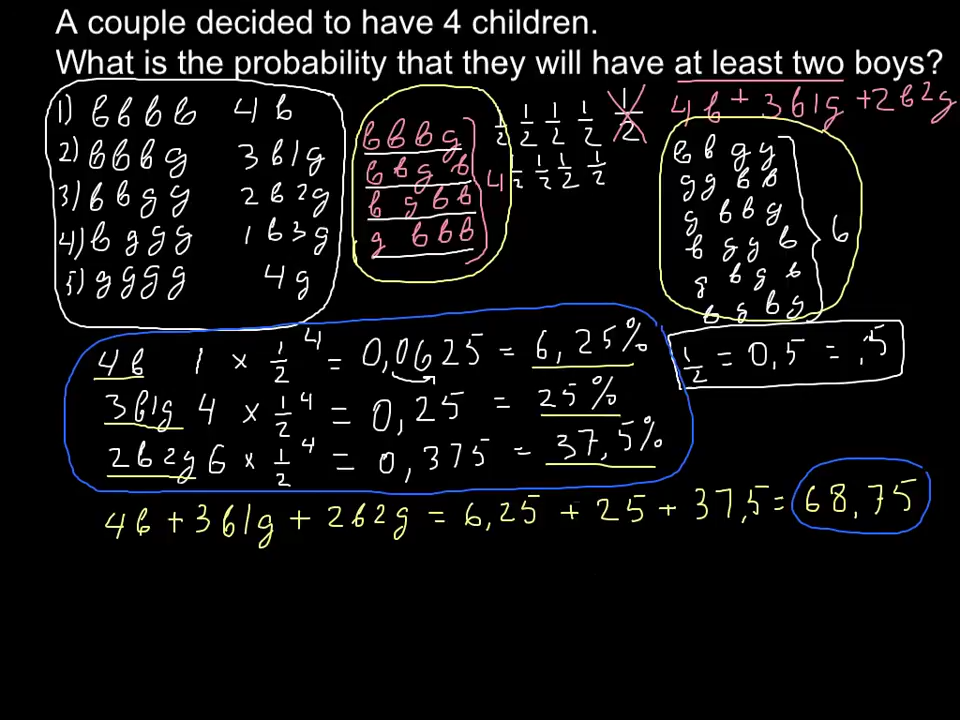 A couple decided to have 4 children.
What is the probability that they will have at least two boys?
4b + 3b1g + 2b2g
1) bbbb 4b
2) bbbg 3b1g
3) bbgg 2b2g
4) bggg 1b3g
5) gggg 4g
bbbg
bbgb
bgbb
gbbb
4
1/2 1/2 1/2 1/2 1/2
1/2 1/2 1/2 1/2
bbgg
ggbb
gbbg
bggb
gbgb
bgbg
6
4b 1 × 1/2⁴ = 0,0625 = 6,25%
3b1g 4 × 1/2⁴ = 0,25 = 25%
2b2g 6 × 1/2⁴ = 0,375 = 37,5%
1/2 = 0,5 = .5
4b + 3b1g + 2b2g = 6,25 + 25 + 37,5 = 68,75